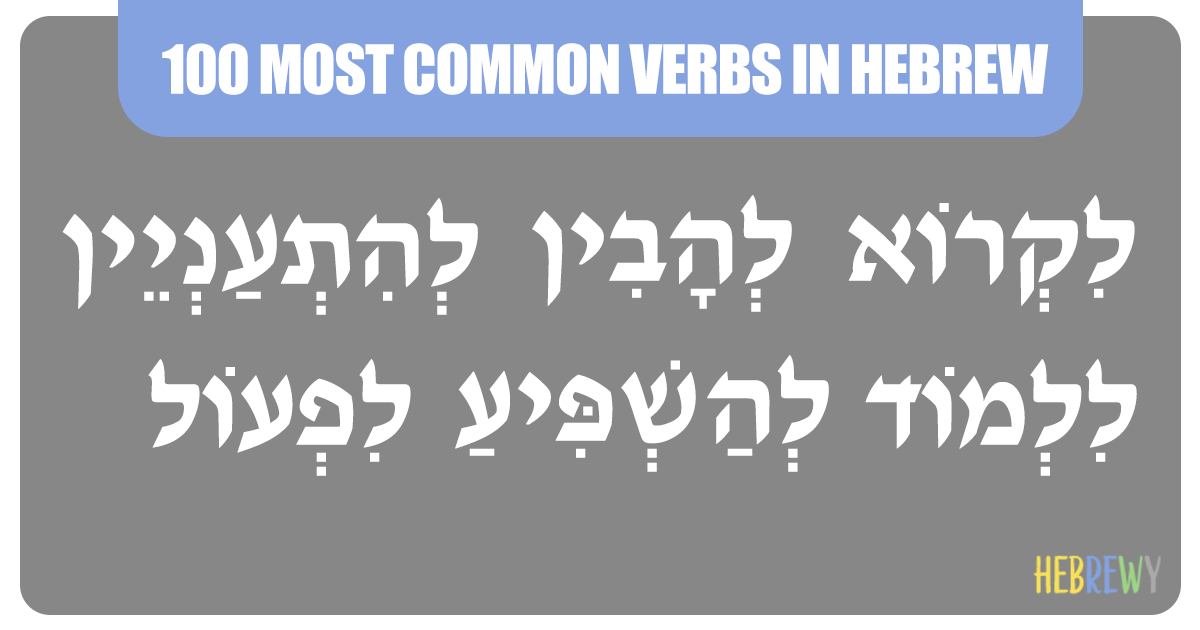 100 MOST COMMON VERBS IN HEBREW
לִקְרוֹא לְהָבִין לְהִתְעַנְיֵין
לִלְמוֹד לְהַשְׁפִּיעַ לִפְעוֹל
HEBREWY